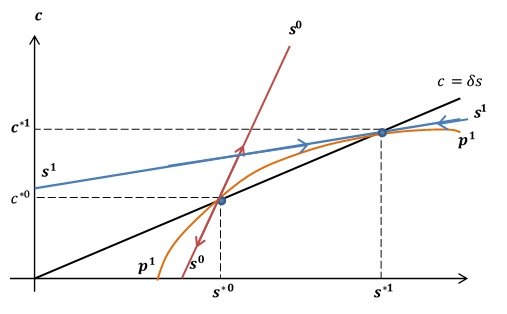 c
s⁰
c = δs
s¹
c*¹
p¹
s¹
c*⁰
s⁰
p¹
s*⁰
s*¹